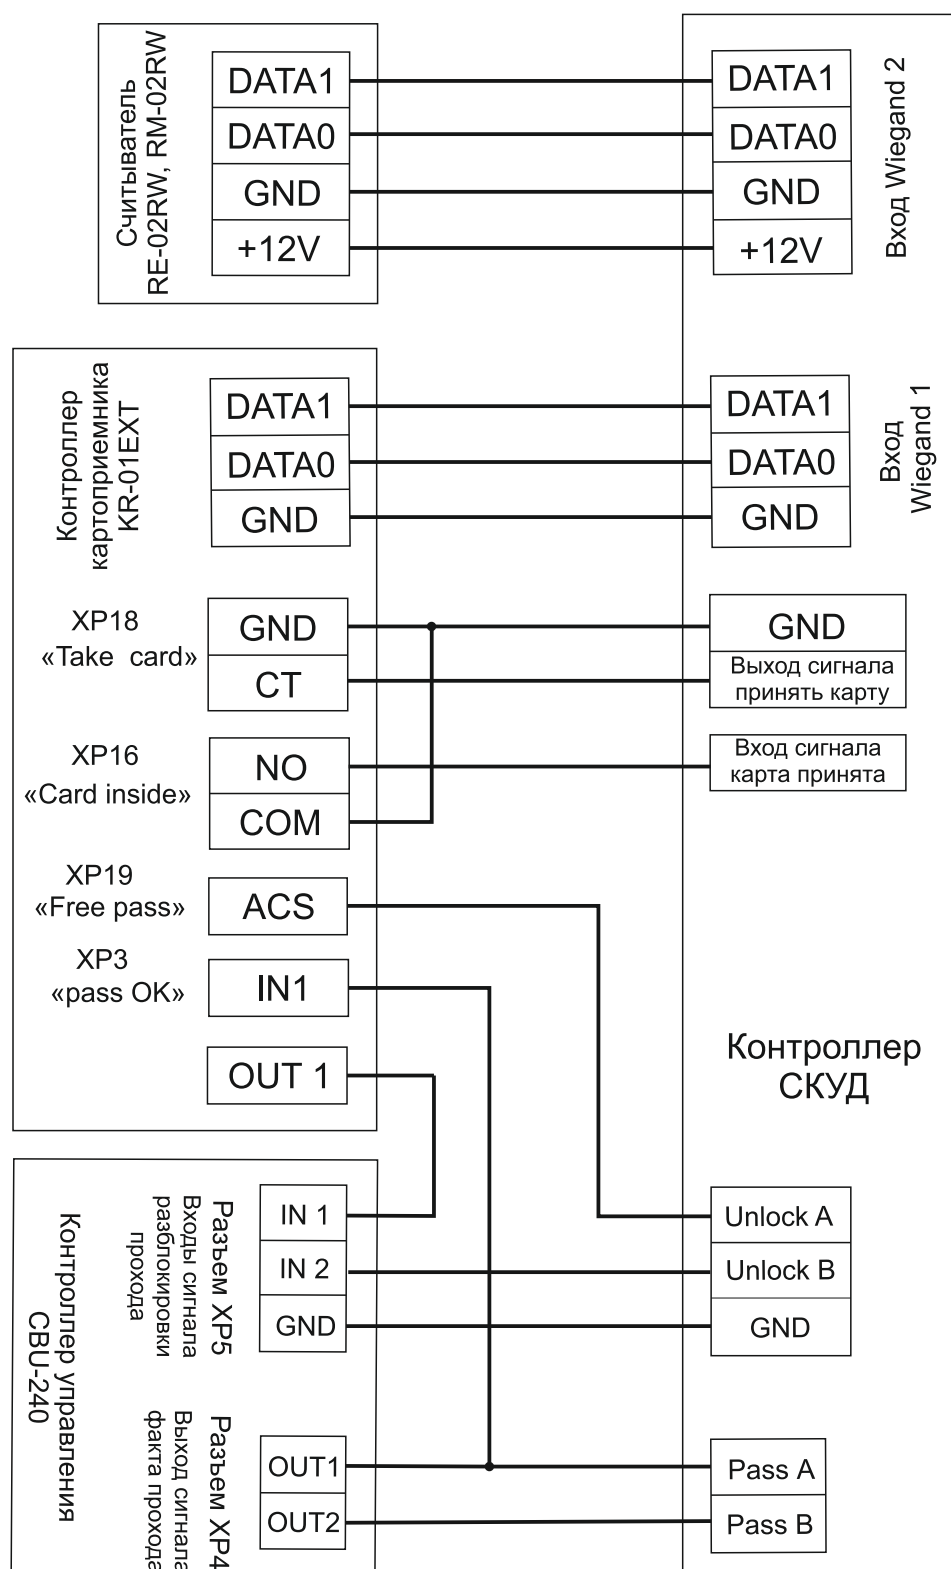 Считыватель
RE-02RW, RM-02RW
DATA1
DATA0
GND
+12V
DATA1
DATA0
GND
+12V
Вход Wiegand 2
Контроллер
картоприемника
KR-01EXT
DATA1
DATA0
GND
DATA1
DATA0
GND
Вход
Wiegand 1
XP18
«Take card»
GND
CT
GND
Выход сигнала
принять карту
XP16
«Card inside»
NO
COM
Вход сигнала
карта принята
XP19
«Free pass»
ACS
XP3
«pass OK»
IN1
OUT 1
Контроллер
СКУД
Контроллер управления
CBU-240
Разъем XP5
Входы сигнала
разблокировки
прохода
IN 1
IN 2
GND
Unlock A
Unlock B
GND
Разъем XP4
Выход сигнала
факта прохода
OUT1
OUT2
Pass A
Pass B